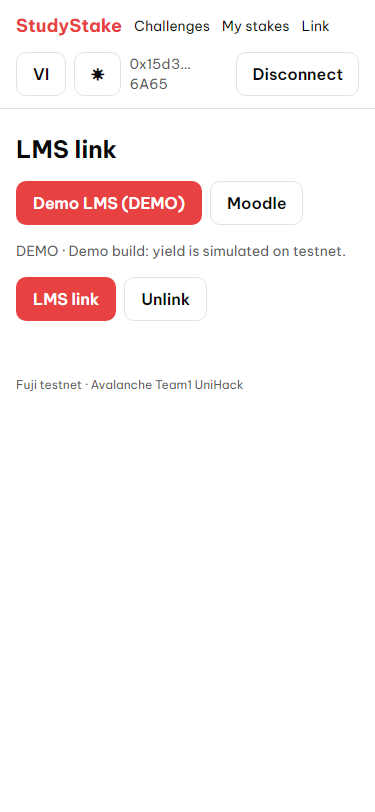 StudyStake Challenges My stakes Link
VI 0x15d3... Disconnect
6A65
LMS link
Demo LMS (DEMO) Moodle
DEMO · Demo build: yield is simulated on testnet.
LMS link Unlink
Fuji testnet · Avalanche Team1 UniHack